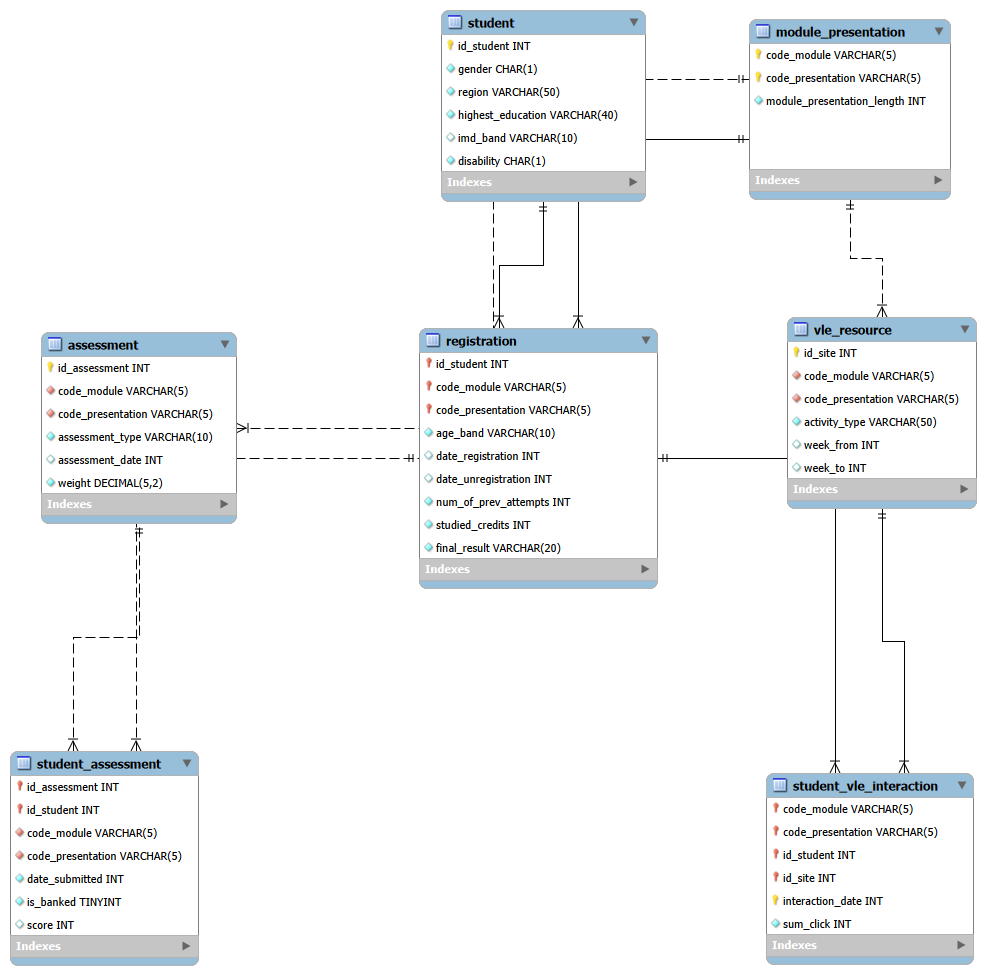 student
id_student INT
gender CHAR(1)
region VARCHAR(50)
highest_education VARCHAR(40)
imd_band VARCHAR(10)
disability CHAR(1)
Indexes
module_presentation
code_module VARCHAR(5)
code_presentation VARCHAR(5)
module_presentation_length INT
Indexes
assessment
id_assessment INT
code_module VARCHAR(5)
code_presentation VARCHAR(5)
assessment_type VARCHAR(10)
assessment_date INT
weight DECIMAL(5,2)
Indexes
registration
id_student INT
code_module VARCHAR(5)
code_presentation VARCHAR(5)
age_band VARCHAR(10)
date_registration INT
date_unregistration INT
num_of_prev_attempts INT
studied_credits INT
final_result VARCHAR(20)
Indexes
vle_resource
id_site INT
code_module VARCHAR(5)
code_presentation VARCHAR(5)
activity_type VARCHAR(50)
week_from INT
week_to INT
Indexes
student_assessment
id_assessment INT
id_student INT
code_module VARCHAR(5)
code_presentation VARCHAR(5)
date_submitted INT
is_banked TINYINT
score INT
Indexes
student_vle_interaction
code_module VARCHAR(5)
code_presentation VARCHAR(5)
id_student INT
id_site INT
interaction_date INT
sum_click INT
Indexes